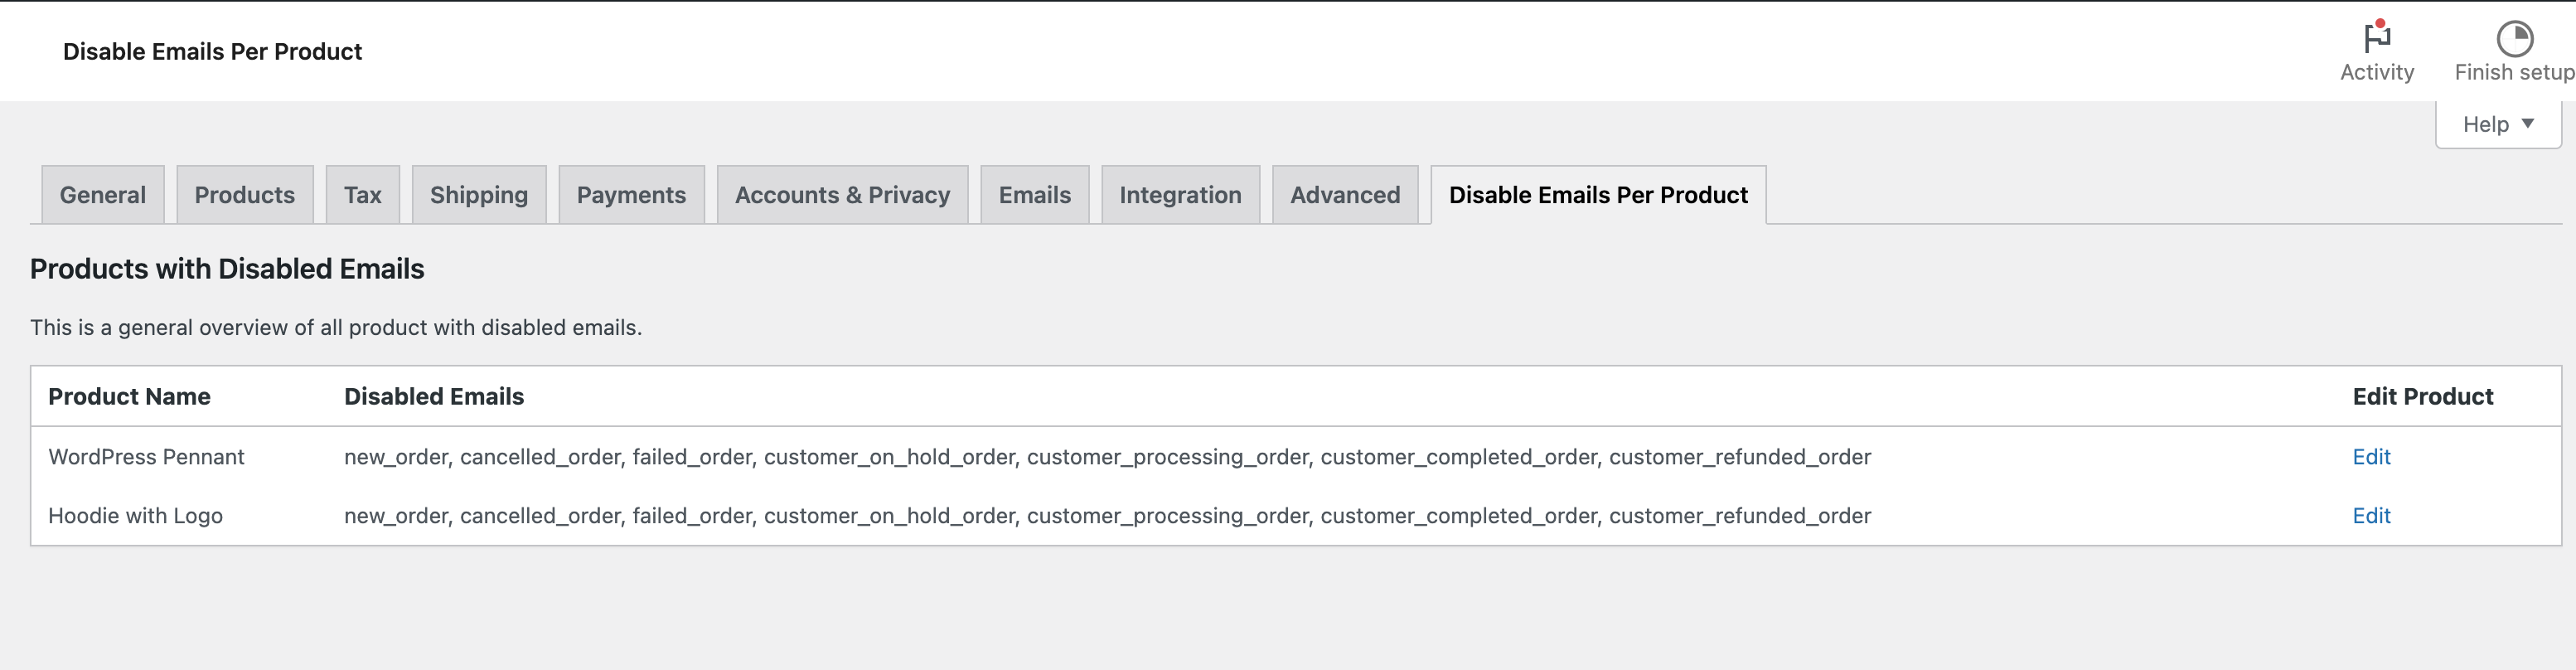 Disable Emails Per Product
Activity
Finish setup
Help
General Products Tax Shipping Payments Accounts & Privacy Emails Integration Advanced Disable Emails Per Product
Products with Disabled Emails
This is a general overview of all product with disabled emails.
Product Name Disabled Emails Edit Product
WordPress Pennant new_order, cancelled_order, failed_order, customer_on_hold_order, customer_processing_order, customer_completed_order, customer_refunded_order Edit
Hoodie with Logo new_order, cancelled_order, failed_order, customer_on_hold_order, customer_processing_order, customer_completed_order, customer_refunded_order Edit